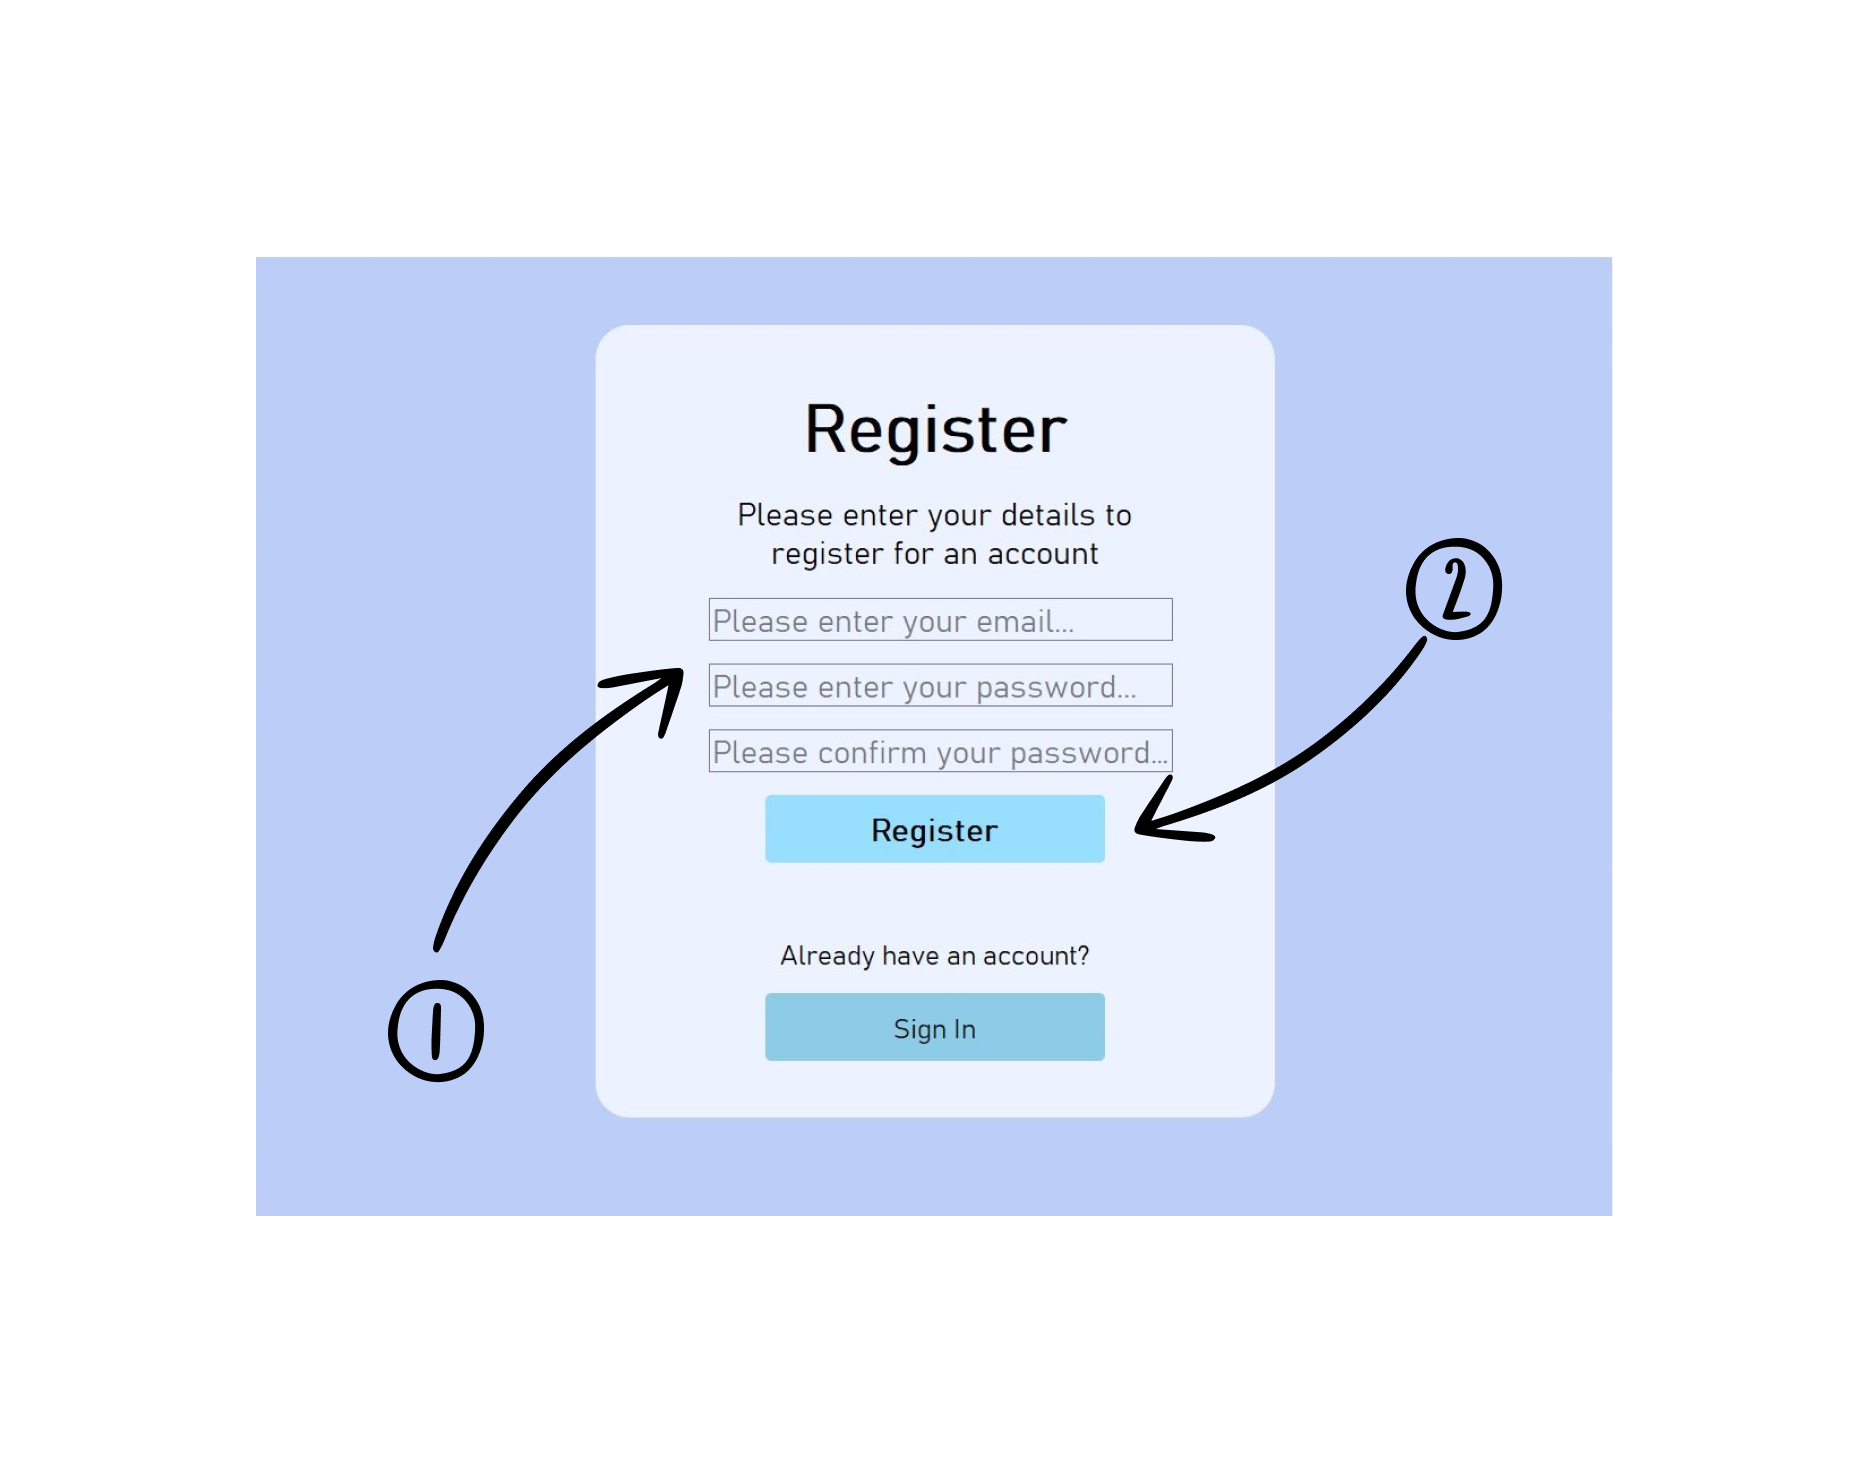 Register
Please enter your details to
register for an account
Please enter your email...
Please enter your password...
Please confirm your password...
Register
Already have an account?
Sign In
1
2